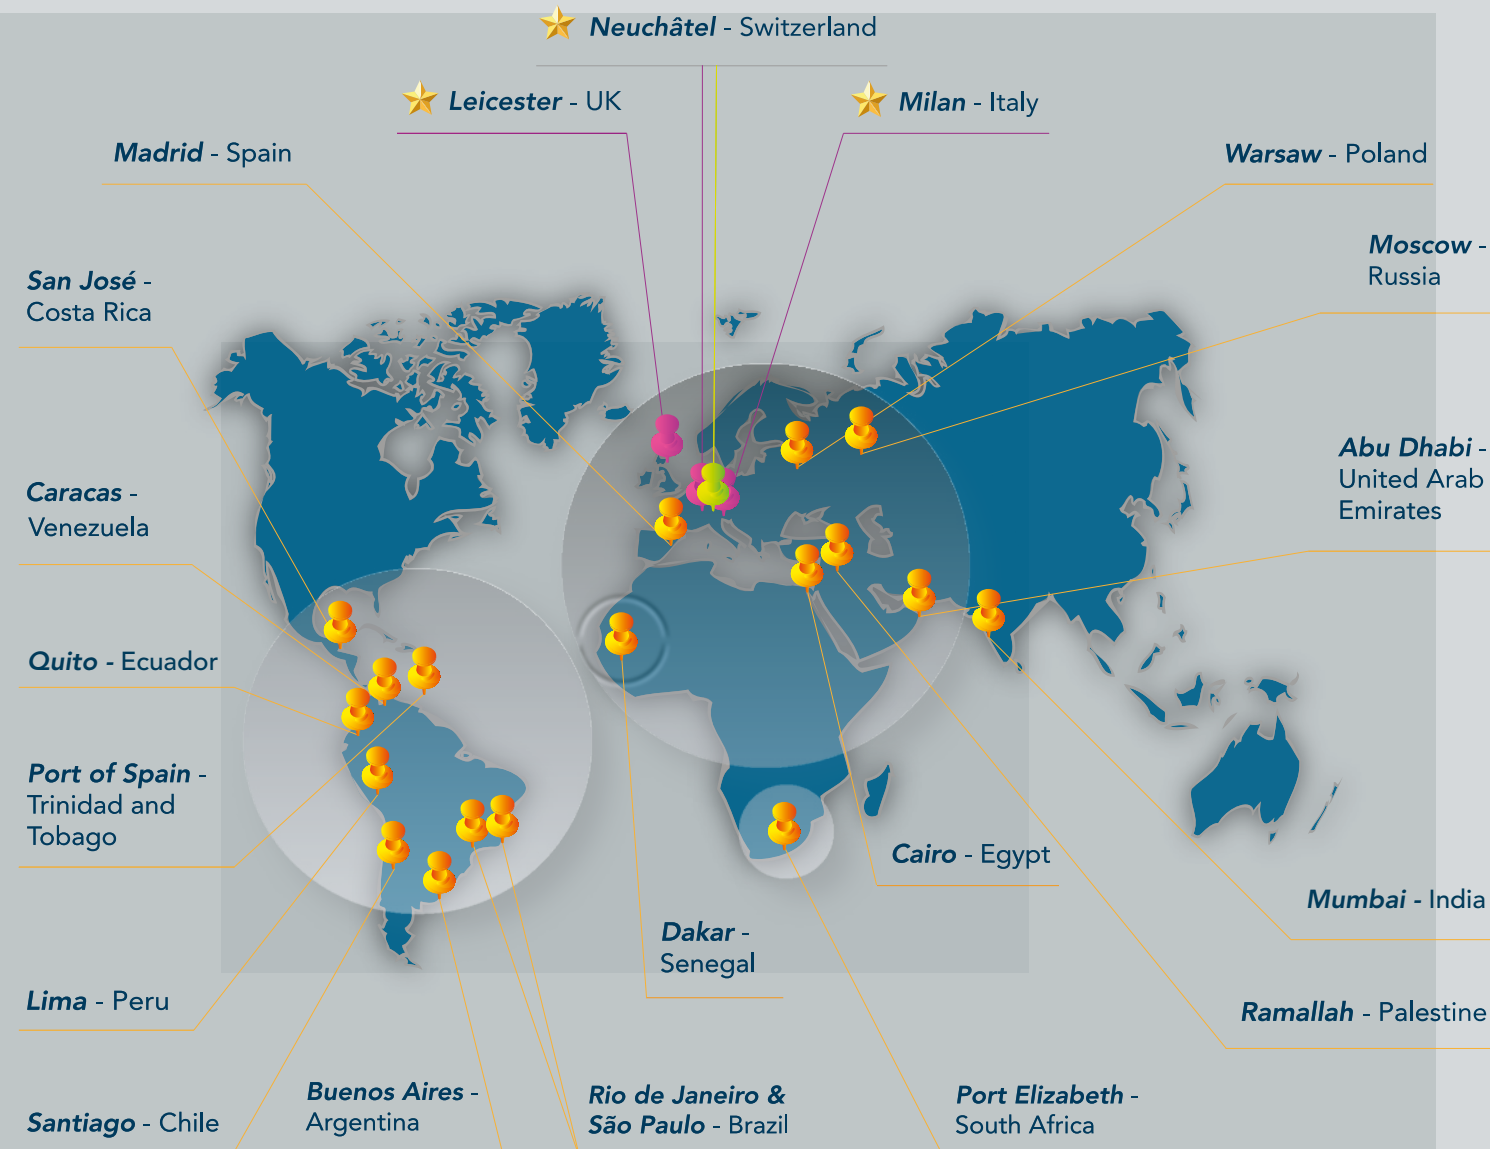 Neuchâtel - Switzerland
Leicester - UK
Milan - Italy
Madrid - Spain
Warsaw - Poland
Moscow -
Russia
San José -
Costa Rica
Abu Dhabi -
United Arab
Emirates
Caracas -
Venezuela
Quito - Ecuador
Port of Spain -
Trinidad and
Tobago
Cairo - Egypt
Mumbai - India
Dakar -
Senegal
Lima - Peru
Ramallah - Palestine
Santiago - Chile
Buenos Aires -
Argentina
Rio de Janeiro &
São Paulo - Brazil
Port Elizabeth -
South Africa